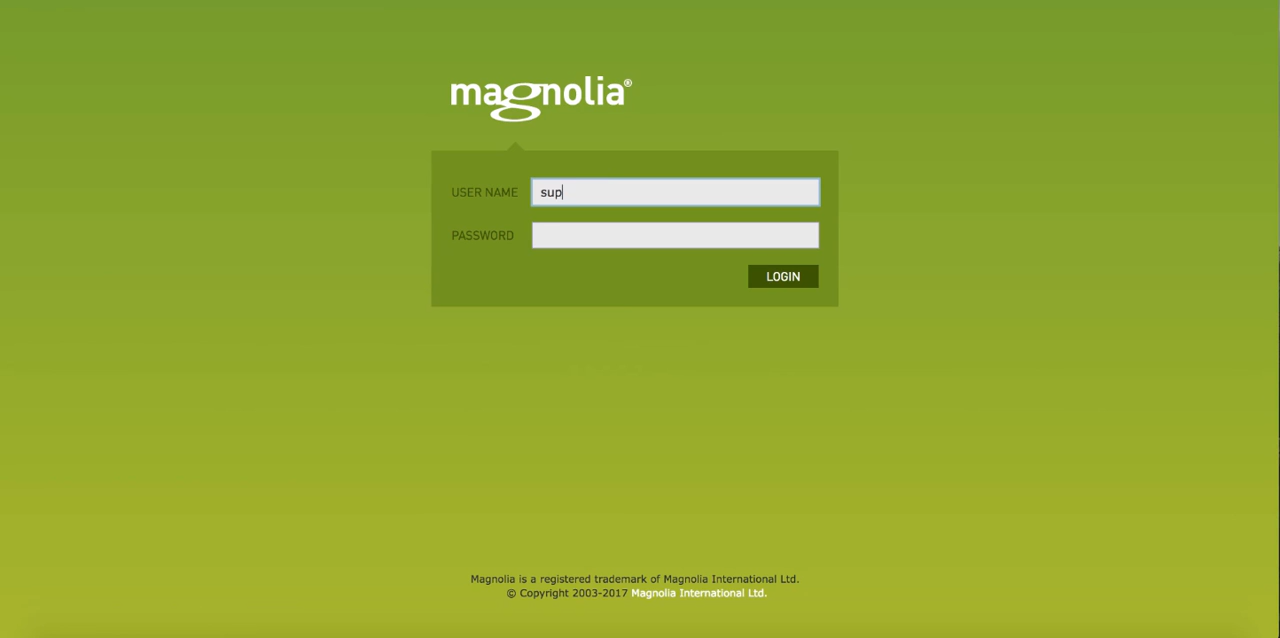 magnolia®
USER NAME sup
PASSWORD
LOGIN
Magnolia is a registered trademark of Magnolia International Ltd.
© Copyright 2003-2017 Magnolia International Ltd.